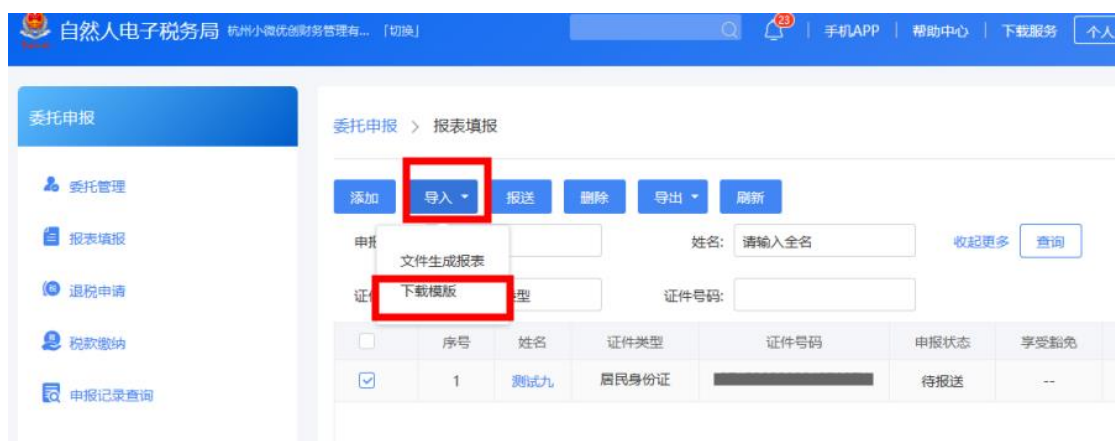 自然人电子税务局 杭州小微优创财务管理有... 「切换」 23 手机APP 帮助中心 下载服务 个人
委托申报
委托申报 > 报表填报
委托管理
添加 导入 报送 删除 导出 刷新
报表填报
申报 姓名: 请输入全名 收起更多 查询
文件生成报表
退税申请
下载模版
证件 类型 证件号码:
税款缴纳
序号 姓名 证件类型 证件号码 申报状态 享受豁免
1 测试九 居民身份证 待报送 --
申报记录查询